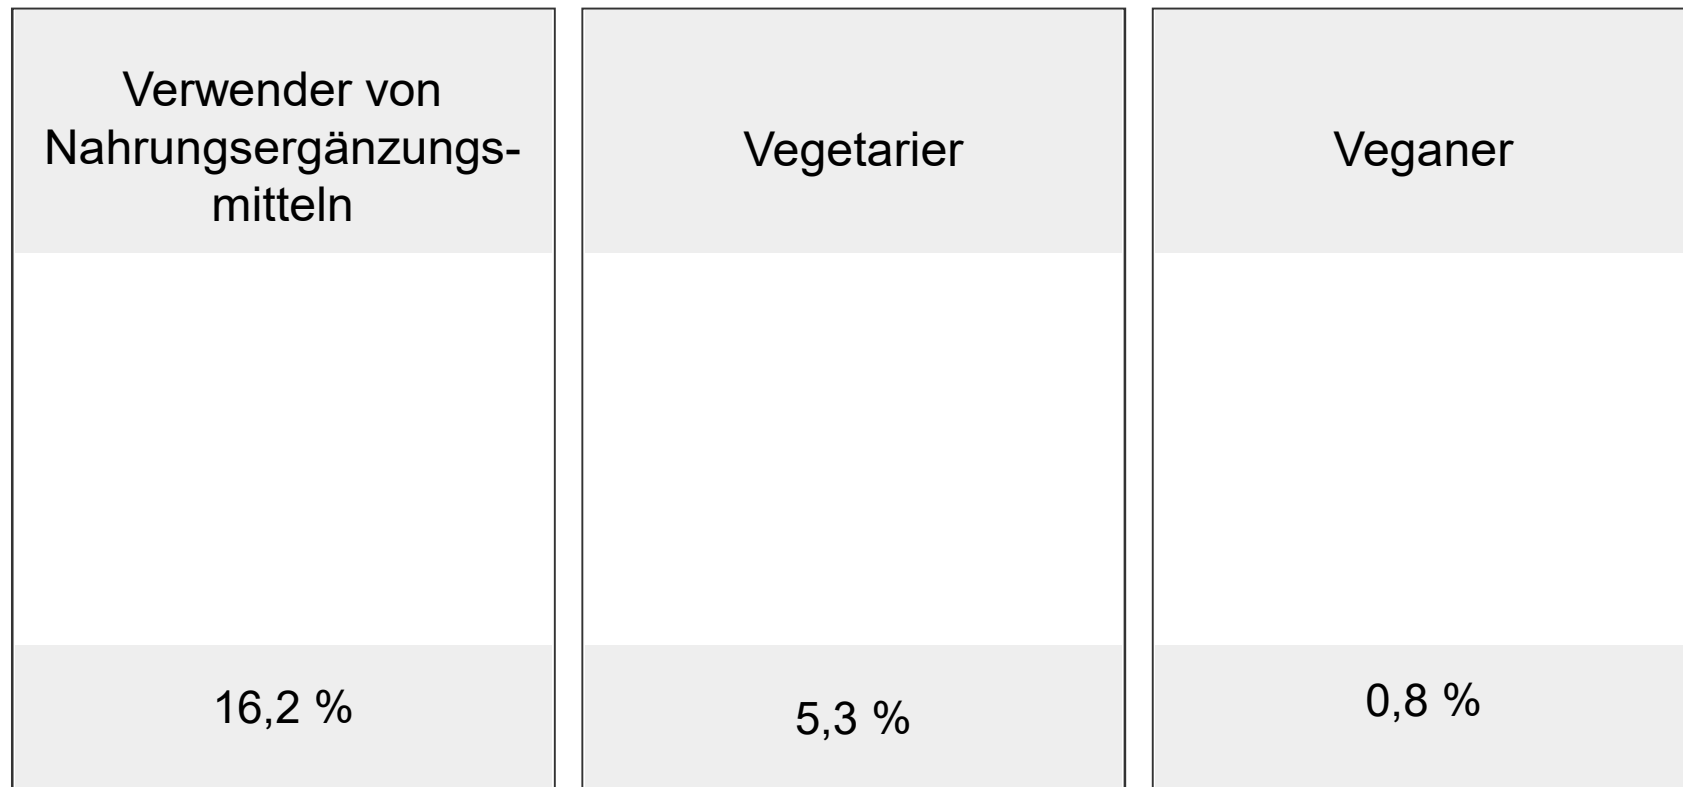 Verwender von
Nahrungsergänzungs-
mitteln
Vegetarier
Veganer
16,2 %
5,3 %
0,8 %